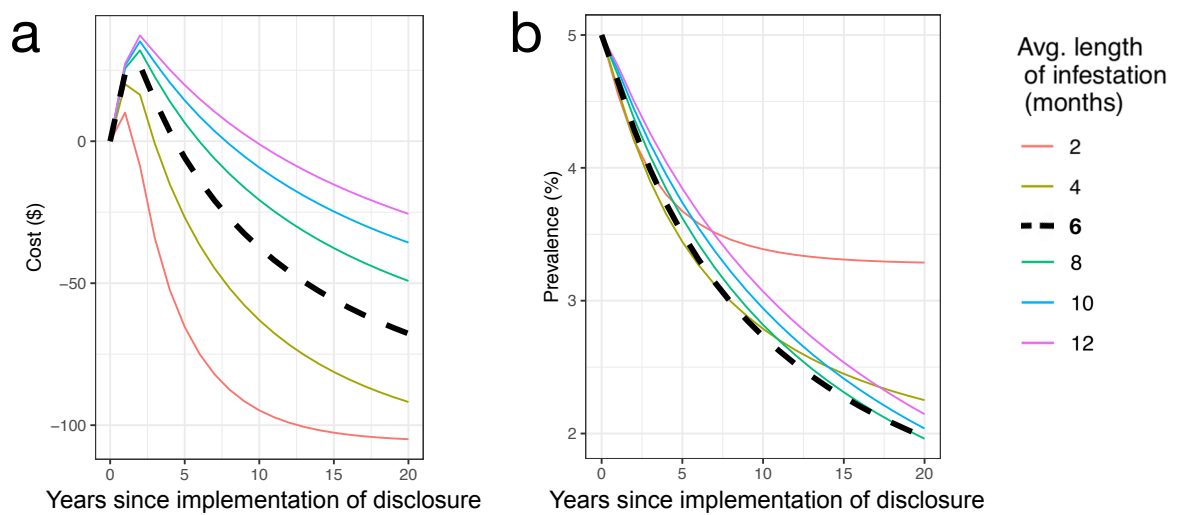 a
0
−50
−100
Cost ($)
0
5
10
15
20
Years since implementation of disclosure
b
5
4
3
2
Prevalence (%)
0
5
10
15
20
Years since implementation of disclosure
Avg. length
of infestation
(months)
2
4
6
8
10
12